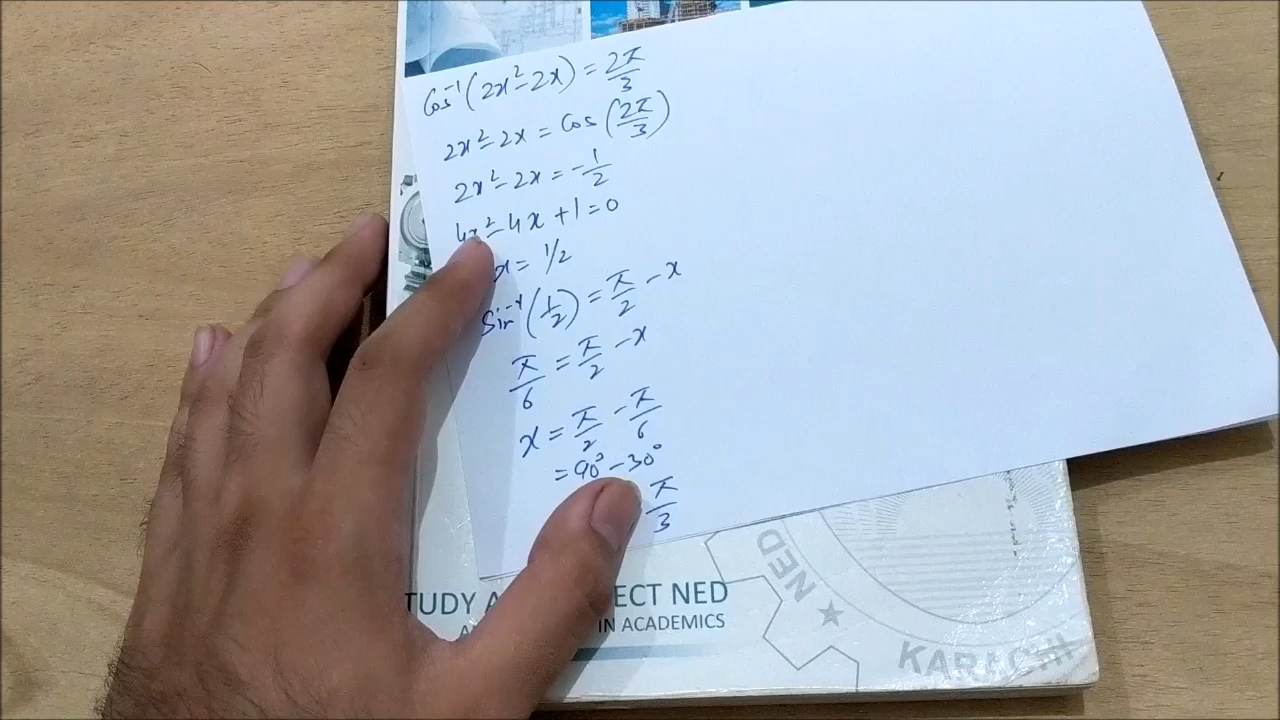 Cos⁻¹(2x²-2x) = 2π/3
2x²-2x = Cos(2π/3)
2x²-2x = -1/2
4x²-4x+1=0
x = 1/2
Sin⁻¹(1/2) = π/2 - x
π/6 = π/2 - x
x = π/2 - π/6
= 90° - 30°
π/3
NED
ECT NED
IN ACADEMICS
KARACHI